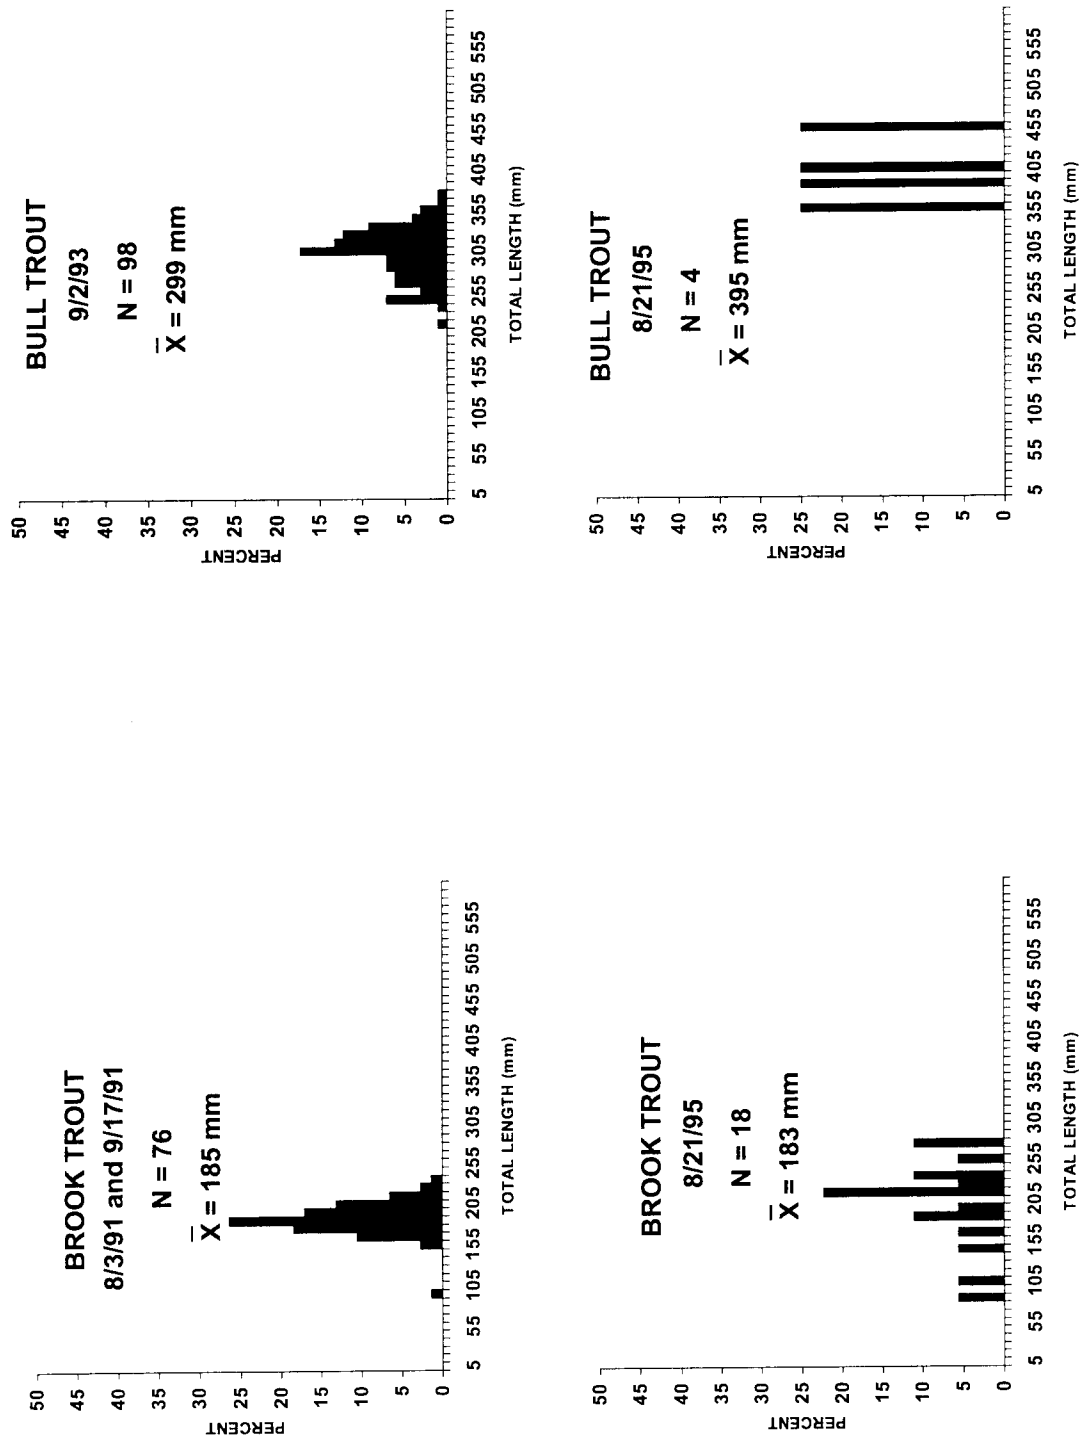 BROOK TROUT
8/3/91 and 9/17/91
N = 76
X̄ = 185 mm
PERCENT
50
45
40
35
30
25
20
15
10
5
0
5 55 105 155 205 255 305 355 405 455 505 555
TOTAL LENGTH (mm)
BULL TROUT
9/2/93
N = 98
X̄ = 299 mm
PERCENT
50
45
40
35
30
25
20
15
10
5
0
5 55 105 155 205 255 305 355 405 455 505 555
TOTAL LENGTH (mm)
BROOK TROUT
8/21/95
N = 18
X̄ = 183 mm
PERCENT
50
45
40
35
30
25
20
15
10
5
0
5 55 105 155 205 255 305 355 405 455 505 555
TOTAL LENGTH (mm)
BULL TROUT
8/21/95
N = 4
X̄ = 395 mm
PERCENT
50
45
40
35
30
25
20
15
10
5
0
5 55 105 155 205 255 305 355 405 455 505 555
TOTAL LENGTH (mm)